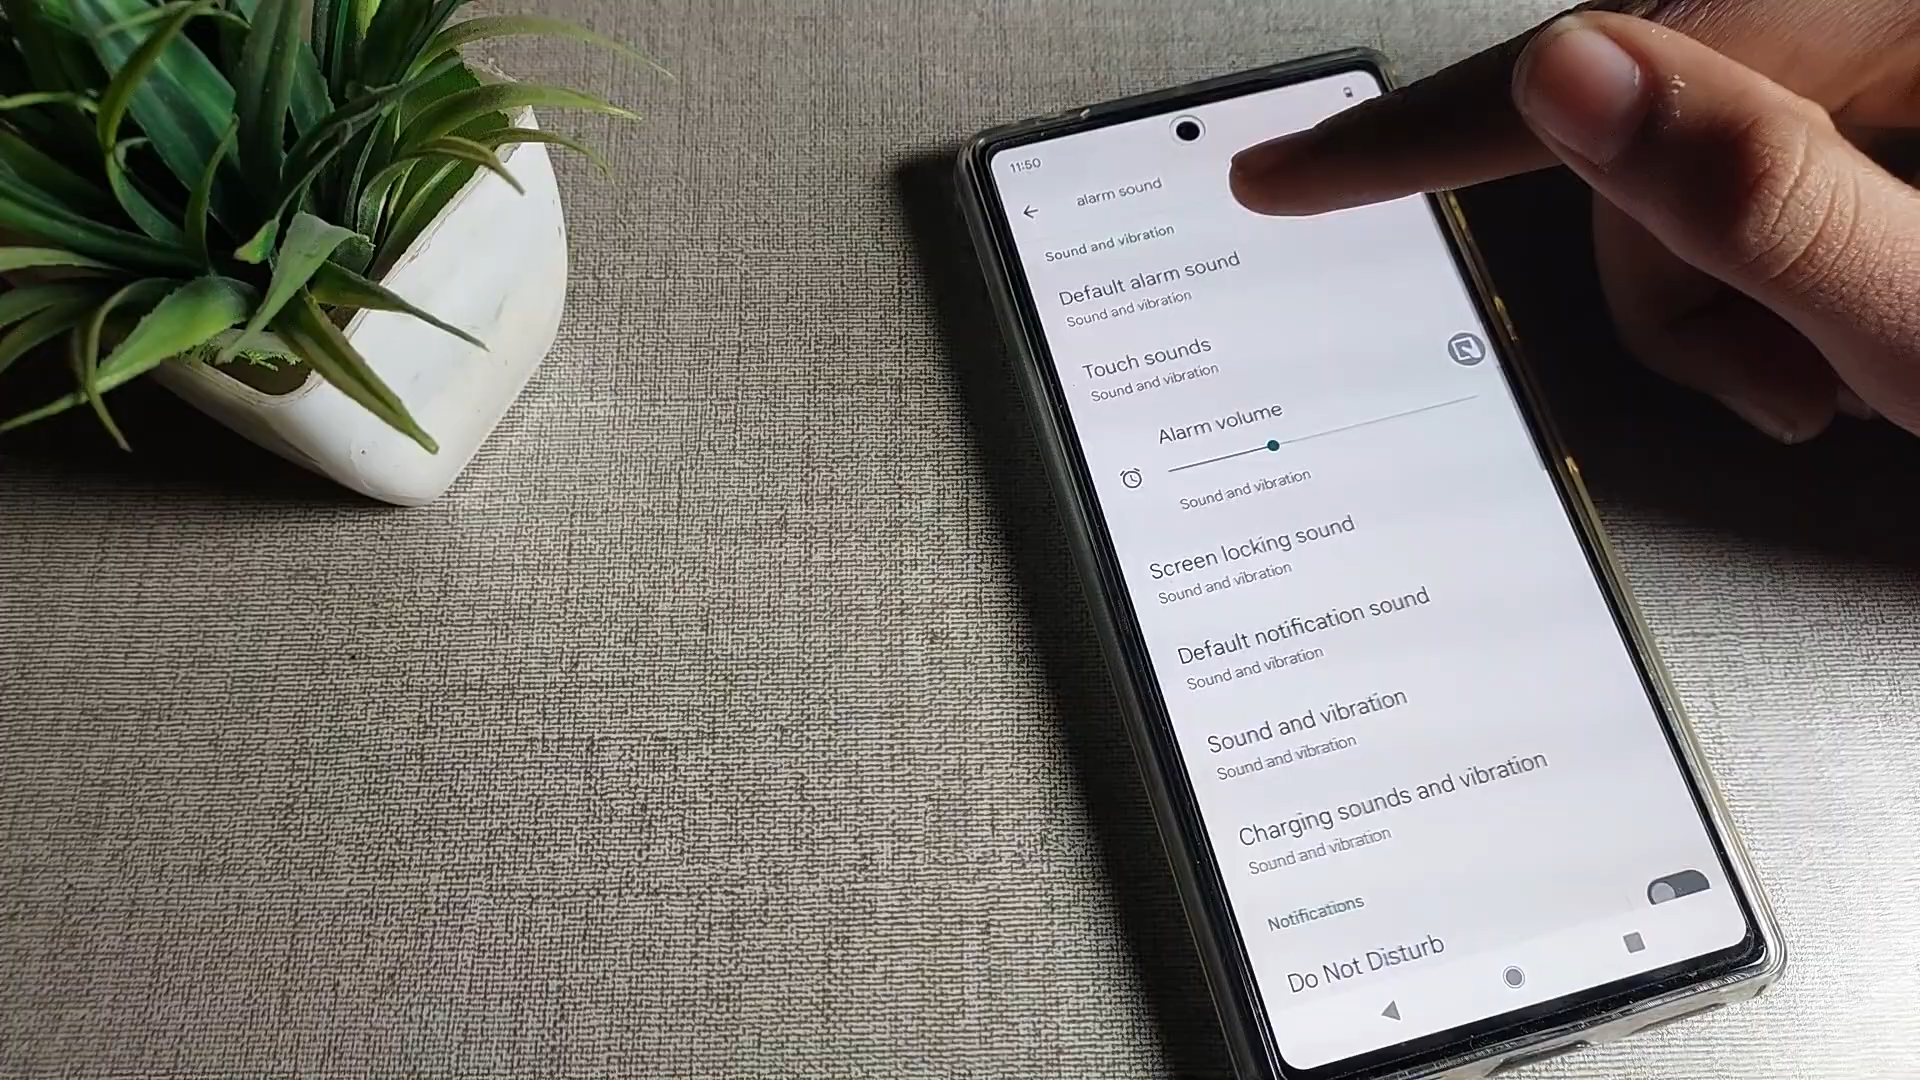 11:50
alarm sound
Sound and vibration
Default alarm sound
Sound and vibration
Touch sounds
Sound and vibration
Alarm volume
Sound and vibration
Screen locking sound
Sound and vibration
Default notification sound
Sound and vibration
Sound and vibration
Sound and vibration
Charging sounds and vibration
Sound and vibration
Notifications
Do Not Disturb